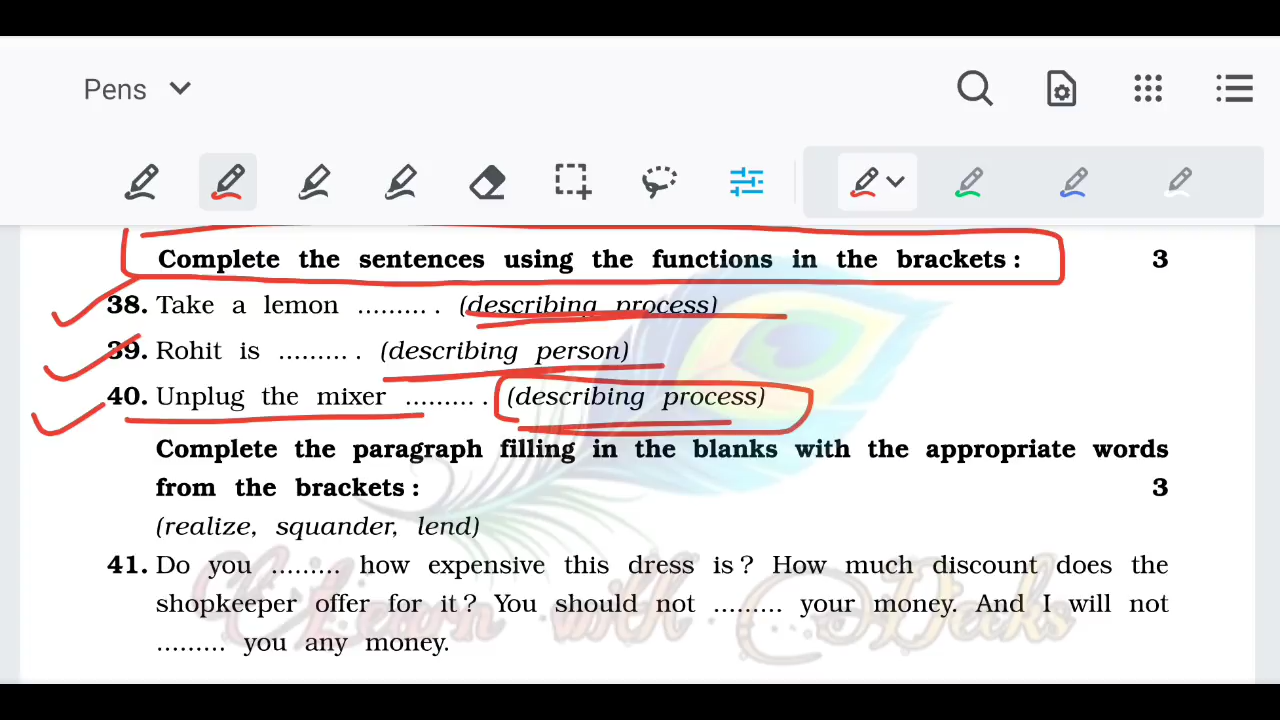 Pens
Complete the sentences using the functions in the brackets : 3
38. Take a lemon ......... . (describing process)
39. Rohit is ......... . (describing person)
40. Unplug the mixer ......... . (describing process)
Complete the paragraph filling in the blanks with the appropriate words
from the brackets : 3
(realize, squander, lend)
41. Do you ......... how expensive this dress is ? How much discount does the
shopkeeper offer for it ? You should not ......... your money. And I will not
......... you any money.
Learn with Deeks